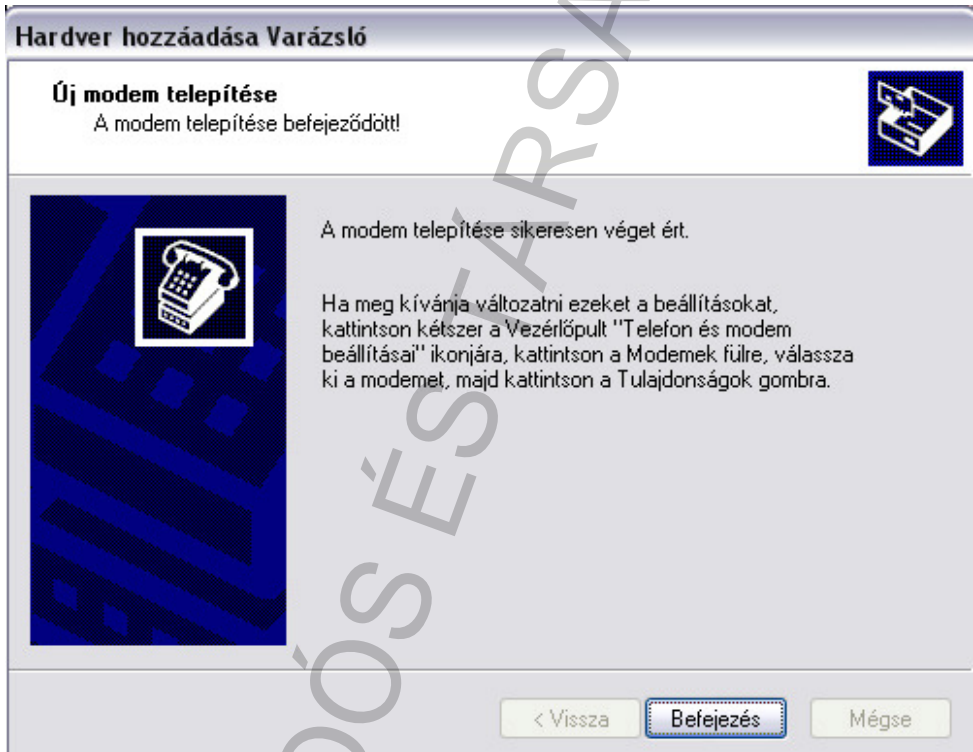 Hardver hozzáadása Varázsló
Új modem telepítése
A modem telepítése befejeződött!
A modem telepítése sikeresen véget ért.
Ha meg kívánja változatni ezeket a beállításokat,
kattintson kétszer a Vezérlőpult "Telefon és modem
beállításai" ikonjára, kattintson a Modemek fülre, válassza
ki a modemet, majd kattintson a Tulajdonságok gombra.
< Vissza
Befejezés
Mégse
ÉS